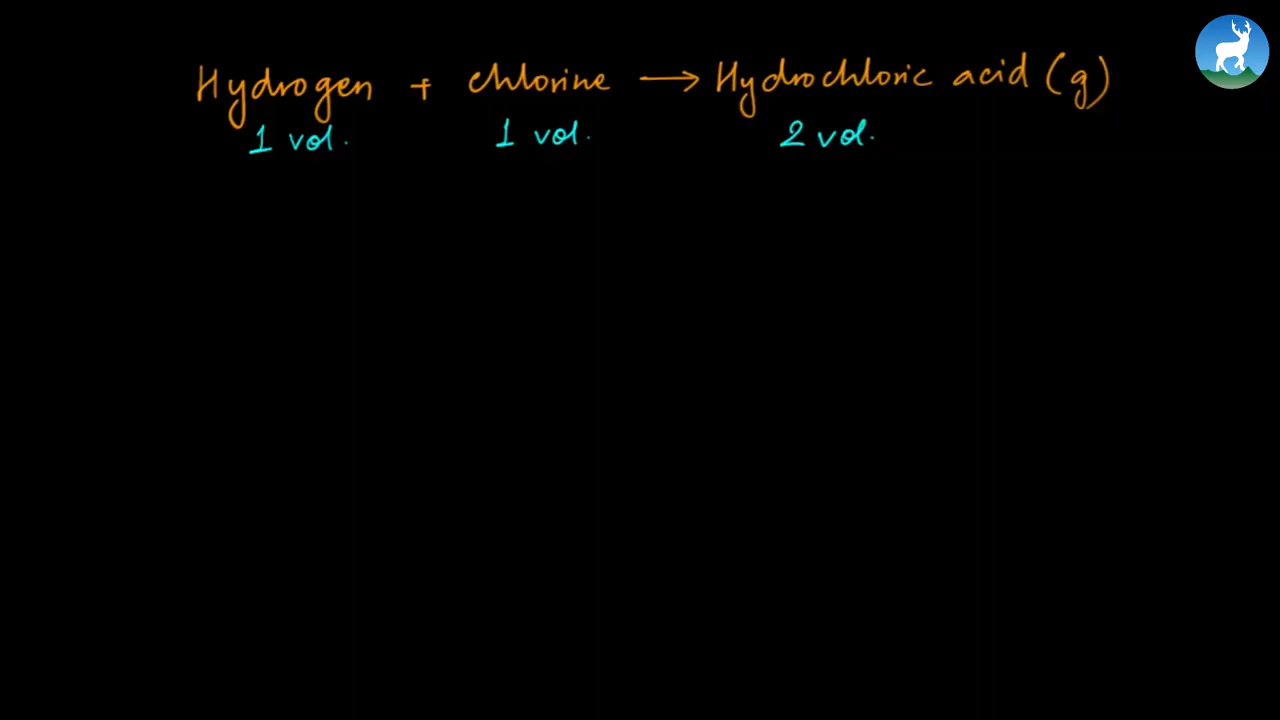 Hydrogen + chlorine → Hydrochloric acid (g)
1 vol. 1 vol. 2 vol.